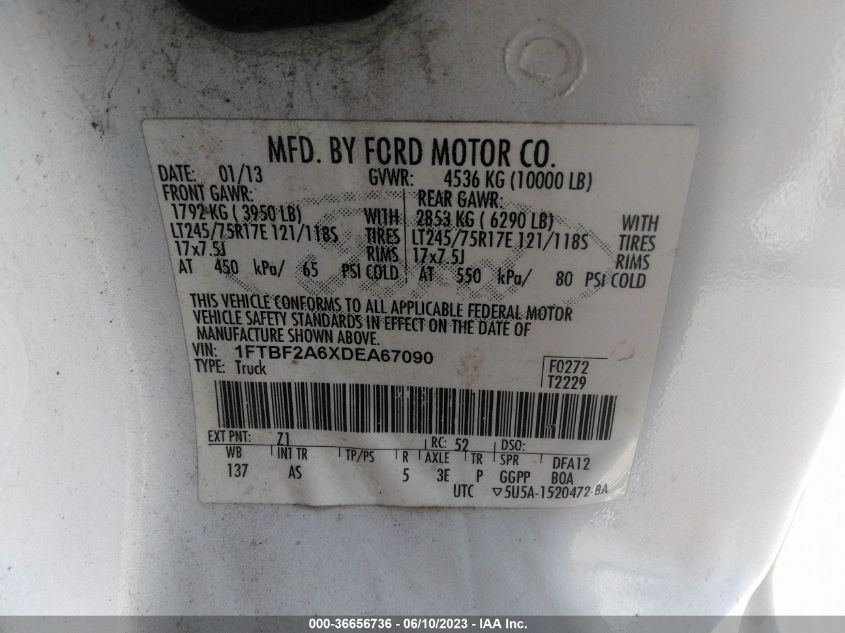 MFD. BY FORD MOTOR CO.
DATE: 01/13 GVWR: 4536 KG (10000 LB)
FRONT GAWR: REAR GAWR:
1792 KG ( 3950 LB) WITH 2853 KG ( 6290 LB) WITH
LT245/75R17E 121/118S TIRES LT245/75R17E 121/118S TIRES
17x7.5J RIMS 17x7.5J RIMS
AT 450 kPa/ 65 PSI COLD AT 550 kPa/ 80 PSI COLD
THIS VEHICLE CONFORMS TO ALL APPLICABLE FEDERAL MOTOR
VEHICLE SAFETY STANDARDS IN EFFECT ON THE DATE OF
MANUFACTURE SHOWN ABOVE.
VIN: 1FTBF2A6XDEA67090
TYPE: Truck F0272
T2229
EXT PNT: Z1 RC: 52 DSO:
WB INT TR TP/PS R AXLE TR SPR DFA12
137 AS 5 3E P GGPP BOA
UTC ▽5U5A-1520472-BA
000-36656736 - 06/10/2023 - IAA Inc.